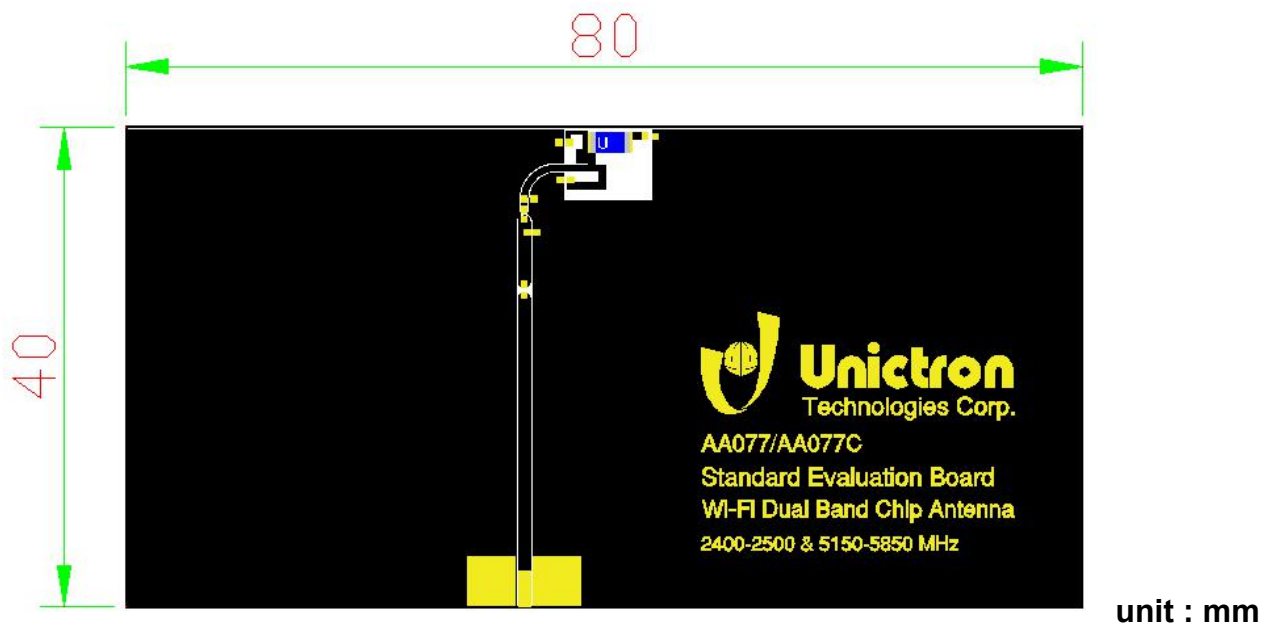 80
40
U
Unictron
Technologies Corp.
AA077/AA077C
Standard Evaluation Board
Wi-Fi Dual Band Chip Antenna
2400-2500 & 5150-5850 MHz
unit : mm